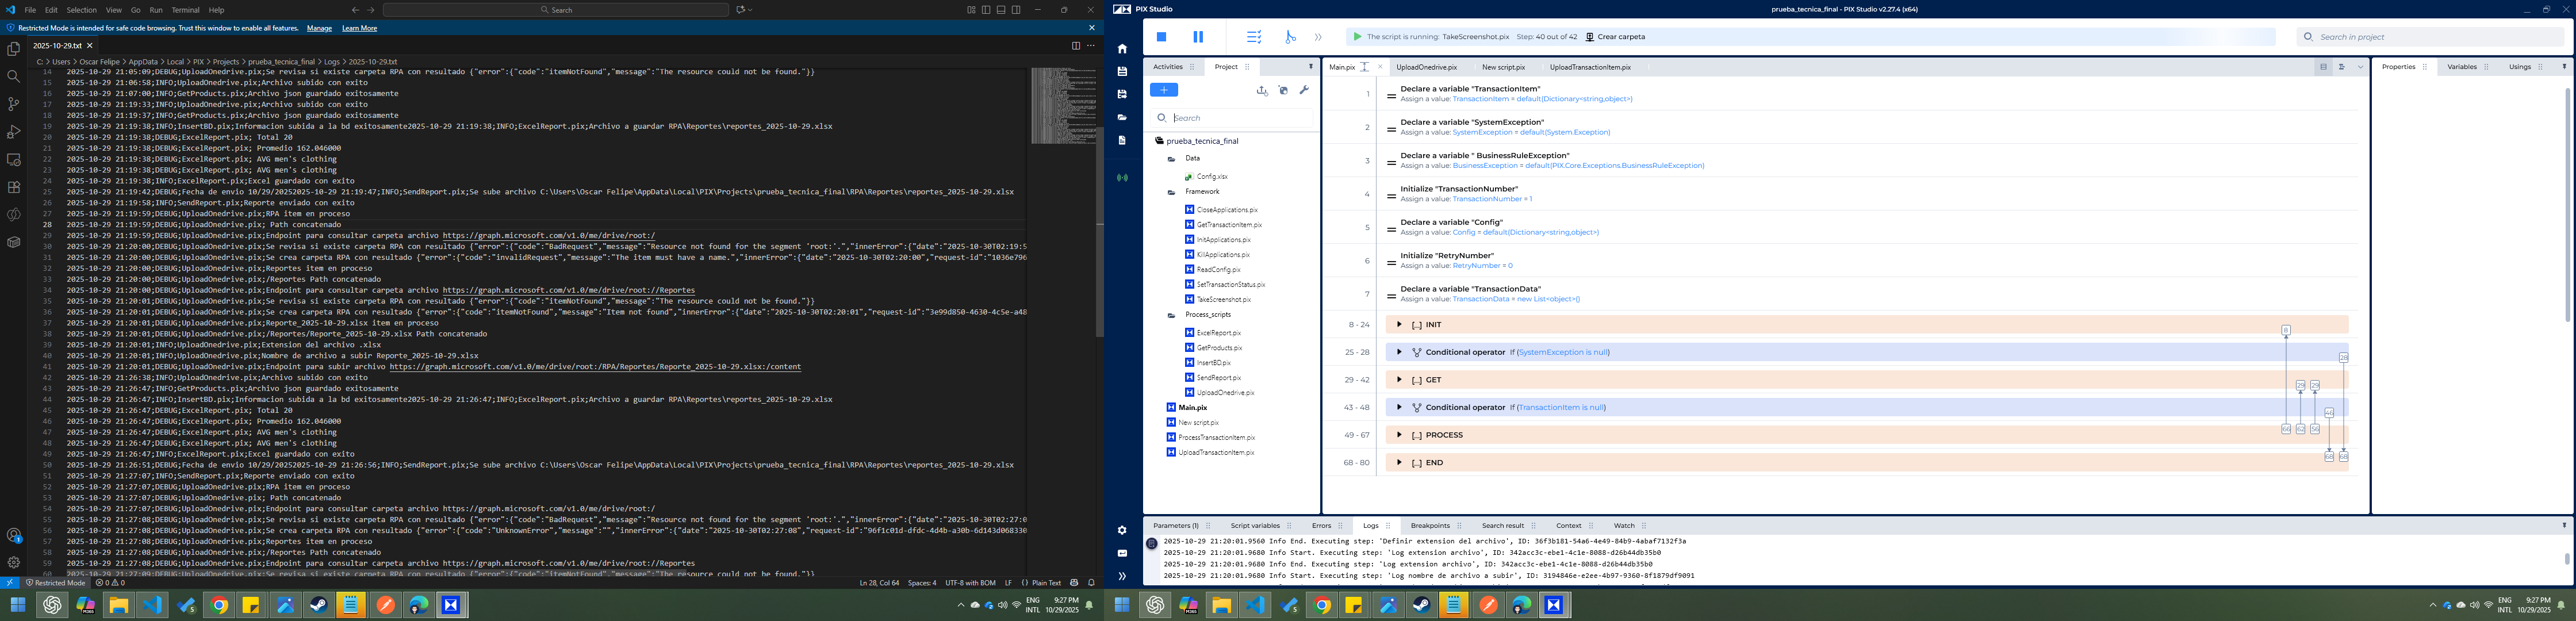 File Edit Selection View Go Run Terminal Help
Search
Restricted Mode is intended for safe code browsing. Trust this window to enable all features. Manage Learn More
2025-10-29.txt
C: > Users > Oscar Felipe > AppData > Local > PIX > Projects > prueba_tecnica_final > Logs > 2025-10-29.txt
14 2025-10-29 21:05:09;DEBUG;UploadOnedrive.pix;Se revisa si existe carpeta RPA con resultado {"error":{"code":"itemNotFound","message":"The resource could not be found."}}
15 2025-10-29 21:06:58;INFO;UploadOnedrive.pix;Archivo subido con exito
16 2025-10-29 21:07:00;INFO;GetProducts.pix;Archivo json guardado exitosamente
17 2025-10-29 21:19:33;INFO;UploadOnedrive.pix;Archivo subido con exito
18 2025-10-29 21:19:37;INFO;GetProducts.pix;Archivo json guardado exitosamente
19 2025-10-29 21:19:38;INFO;InsertBD.pix;Informacion subida a la bd exitosamente2025-10-29 21:19:38;INFO;ExcelReport.pix;Archivo a guardar RPA\Reportes\reportes_2025-10-29.xlsx
20 2025-10-29 21:19:38;DEBUG;ExcelReport.pix; Total 20
21 2025-10-29 21:19:38;DEBUG;ExcelReport.pix; Promedio 162.046000
22 2025-10-29 21:19:38;DEBUG;ExcelReport.pix; AVG men's clothing
23 2025-10-29 21:19:38;DEBUG;ExcelReport.pix; AVG men's clothing
24 2025-10-29 21:19:38;INFO;ExcelReport.pix;Excel guardado con exito
25 2025-10-29 21:19:42;DEBUG;Fecha de envio 10/29/20252025-10-29 21:19:47;INFO;SendReport.pix;Se sube archivo C:\Users\Oscar Felipe\AppData\Local\PIX\Projects\prueba_tecnica_final\RPA\Reportes\reportes_2025-10-29.xlsx
26 2025-10-29 21:19:58;INFO;SendReport.pix;Reporte enviado con exito
27 2025-10-29 21:19:59;DEBUG;UploadOnedrive.pix;RPA item en proceso
28 2025-10-29 21:19:59;DEBUG;UploadOnedrive.pix; Path concatenado
29 2025-10-29 21:19:59;DEBUG;UploadOnedrive.pix;Endpoint para consultar carpeta archivo https://graph.microsoft.com/v1.0/me/drive/root:/
30 2025-10-29 21:20:00;DEBUG;UploadOnedrive.pix;Se revisa si existe carpeta RPA con resultado {"error":{"code":"BadRequest","message":"Resource not found for the segment 'root:'.","innerError":{"date":"2025-10-30T02:19:5
31 2025-10-29 21:20:00;DEBUG;UploadOnedrive.pix;Se crea carpeta RPA con resultado {"error":{"code":"invalidRequest","message":"The item must have a name.","innerError":{"date":"2025-10-30T02:20:00","request-id":"1036e796
32 2025-10-29 21:20:00;DEBUG;UploadOnedrive.pix;Reportes item en proceso
33 2025-10-29 21:20:00;DEBUG;UploadOnedrive.pix;/Reportes Path concatenado
34 2025-10-29 21:20:00;DEBUG;UploadOnedrive.pix;Endpoint para consultar carpeta archivo https://graph.microsoft.com/v1.0/me/drive/root://Reportes
35 2025-10-29 21:20:01;DEBUG;UploadOnedrive.pix;Se revisa si existe carpeta RPA con resultado {"error":{"code":"itemNotFound","message":"The resource could not be found."}}
36 2025-10-29 21:20:01;DEBUG;UploadOnedrive.pix;Se crea carpeta RPA con resultado {"error":{"code":"itemNotFound","message":"Item not found","innerError":{"date":"2025-10-30T02:20:01","request-id":"3e99d850-4630-4c5e-a48
37 2025-10-29 21:20:01;DEBUG;UploadOnedrive.pix;Reporte_2025-10-29.xlsx item en proceso
38 2025-10-29 21:20:01;DEBUG;UploadOnedrive.pix;/Reportes/Reporte_2025-10-29.xlsx Path concatenado
39 2025-10-29 21:20:01;INFO;UploadOnedrive.pix;Extension del archivo .xlsx
40 2025-10-29 21:20:01;INFO;UploadOnedrive.pix;Nombre de archivo a subir Reporte_2025-10-29.xlsx
41 2025-10-29 21:20:01;DEBUG;UploadOnedrive.pix;Endpoint para subir archivo https://graph.microsoft.com/v1.0/me/drive/root:/RPA/Reportes/Reporte_2025-10-29.xlsx:/content
42 2025-10-29 21:26:38;INFO;UploadOnedrive.pix;Archivo subido con exito
43 2025-10-29 21:26:47;INFO;GetProducts.pix;Archivo json guardado exitosamente
44 2025-10-29 21:26:47;INFO;InsertBD.pix;Informacion subida a la bd exitosamente2025-10-29 21:26:47;INFO;ExcelReport.pix;Archivo a guardar RPA\Reportes\reportes_2025-10-29.xlsx
45 2025-10-29 21:26:47;DEBUG;ExcelReport.pix; Total 20
46 2025-10-29 21:26:47;DEBUG;ExcelReport.pix; Promedio 162.046000
47 2025-10-29 21:26:47;DEBUG;ExcelReport.pix; AVG men's clothing
48 2025-10-29 21:26:47;DEBUG;ExcelReport.pix; AVG men's clothing
49 2025-10-29 21:26:47;INFO;ExcelReport.pix;Excel guardado con exito
50 2025-10-29 21:26:51;DEBUG;Fecha de envio 10/29/20252025-10-29 21:26:56;INFO;SendReport.pix;Se sube archivo C:\Users\Oscar Felipe\AppData\Local\PIX\Projects\prueba_tecnica_final\RPA\Reportes\reportes_2025-10-29.xlsx
51 2025-10-29 21:27:07;INFO;SendReport.pix;Reporte enviado con exito
52 2025-10-29 21:27:07;DEBUG;UploadOnedrive.pix;RPA item en proceso
53 2025-10-29 21:27:07;DEBUG;UploadOnedrive.pix; Path concatenado
54 2025-10-29 21:27:07;DEBUG;UploadOnedrive.pix;Endpoint para consultar carpeta archivo https://graph.microsoft.com/v1.0/me/drive/root:/
55 2025-10-29 21:27:08;DEBUG;UploadOnedrive.pix;Se revisa si existe carpeta RPA con resultado {"error":{"code":"BadRequest","message":"Resource not found for the segment 'root:'.","innerError":{"date":"2025-10-30T02:27:0
56 2025-10-29 21:27:08;DEBUG;UploadOnedrive.pix;Se crea carpeta RPA con resultado {"error":{"code":"UnknownError","message":"","innerError":{"date":"2025-10-30T02:27:08","request-id":"96f1c01d-dfdc-4d4b-a30b-6d143d068330
57 2025-10-29 21:27:08;DEBUG;UploadOnedrive.pix;Reportes item en proceso
58 2025-10-29 21:27:08;DEBUG;UploadOnedrive.pix;/Reportes Path concatenado
59 2025-10-29 21:27:08;DEBUG;UploadOnedrive.pix;Endpoint para consultar carpeta archivo https://graph.microsoft.com/v1.0/me/drive/root://Reportes
60 2025-10-29 21:27:09;DEBUG;UploadOnedrive.pix;Se revisa si existe carpeta RPA con resultado {"error":{"code":"itemNotFound","message":"The resource could not be found."}}
Restricted Mode 0 0 Ln 28, Col 64 Spaces: 4 UTF-8 with BOM LF Plain Text
ENG INTL 9:27 PM 10/29/2025
PIX Studio
prueba_tecnica_final - PIX Studio v2.27.4 (x64)
The script is running: TakeScreenshot.pix Step: 40 out of 42 Crear carpeta
Search in project
Activities Project
Search
prueba_tecnica_final
Data
Config.xlsx
Framework
CloseApplications.pix
GetTransactionItem.pix
InitApplications.pix
KillApplications.pix
ReadConfig.pix
SetTransactionStatus.pix
TakeScreenshot.pix
Process_scripts
ExcelReport.pix
GetProducts.pix
InsertBD.pix
SendReport.pix
UploadOnedrive.pix
Main.pix
New script.pix
ProcessTransactionItem.pix
UploadTransactionItem.pix
Main.pix UploadOnedrive.pix New script.pix UploadTransactionItem.pix
1 Declare a variable "TransactionItem"
Assign a value: TransactionItem = default(Dictionary<string,object>)
2 Declare a variable "SystemException"
Assign a value: SystemException = default(System.Exception)
3 Declare a variable " BusinessRuleException"
Assign a value: BusinessException = default(PIX.Core.Exceptions.BusinessRuleException)
4 Initialize "TransactionNumber"
Assign a value: TransactionNumber = 1
5 Declare a variable "Config"
Assign a value: Config = default(Dictionary<string,object>)
6 Initialize "RetryNumber"
Assign a value: RetryNumber = 0
7 Declare a variable "TransactionData"
Assign a value: TransactionData = new List<object>()
8 - 24 [...] INIT
8
25 - 28 Conditional operator If (SystemException is null)
28
29 - 42 [...] GET
29 29
43 - 48 Conditional operator If (TransactionItem is null)
46
49 - 67 [...] PROCESS
66 62 56
68 - 80 [...] END
68 68
Properties Variables Usings
Parameters (1) Script variables Errors Logs Breakpoints Search result Context Watch
2025-10-29 21:20:01.9560 Info End. Executing step: 'Definir extension del archivo', ID: 36f3b181-54a6-4e49-84b9-4abaf7132f3a
2025-10-29 21:20:01.9680 Info Start. Executing step: 'Log extension archivo', ID: 342acc3c-ebe1-4c1e-8088-d26b44db35b0
2025-10-29 21:20:01.9680 Info End. Executing step: 'Log extension archivo', ID: 342acc3c-ebe1-4c1e-8088-d26b44db35b0
2025-10-29 21:20:01.9680 Info Start. Executing step: 'Log nombre de archivo a subir', ID: 3194846e-e2ee-4b97-9360-8f1879df9091
ENG INTL 9:27 PM 10/29/2025